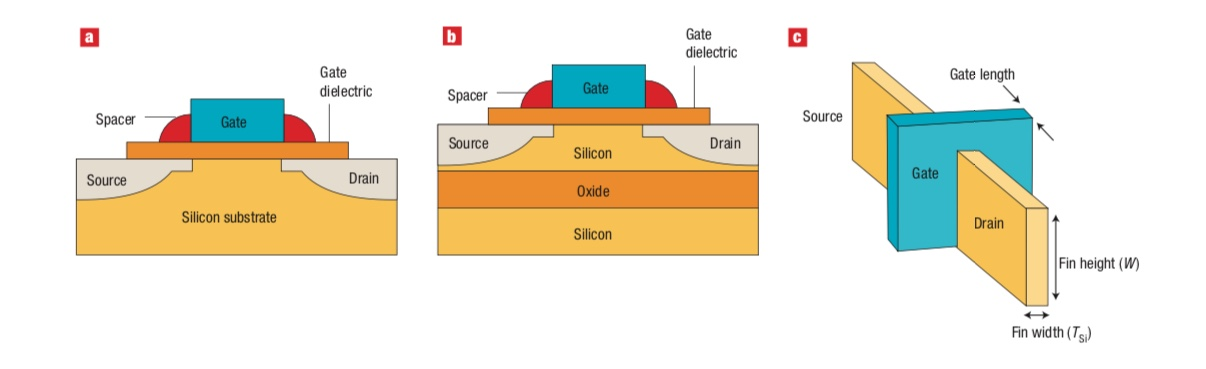 a
Gate
dielectric
Spacer
Gate
Source
Drain
Silicon substrate
b
Gate
dielectric
Spacer
Gate
Source
Drain
Silicon
Oxide
Silicon
c
Gate length
Source
Gate
Drain
Fin height (W)
Fin width (TSi)